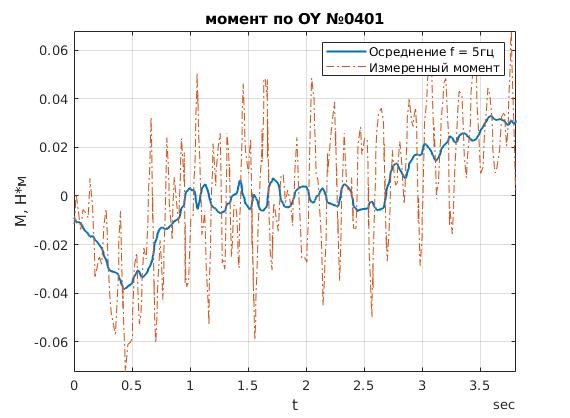 момент по OY №0401
Осреднение f = 5гц
Измеренный момент
M, Н*м
0.06
0.04
0.02
0
-0.02
-0.04
-0.06
0 0.5 1 1.5 2 2.5 3 3.5
t
sec